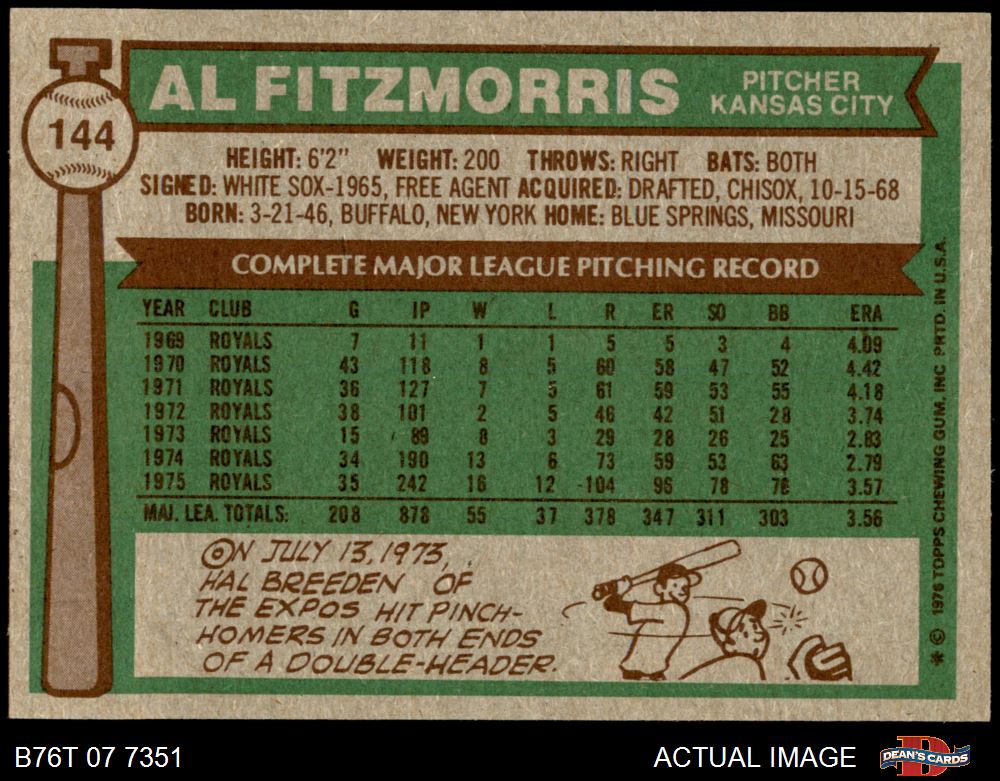 144
AL FITZMORRIS
PITCHER
KANSAS CITY
HEIGHT: 6'2" WEIGHT: 200 THROWS: RIGHT BATS: BOTH
SIGNED: WHITE SOX-1965, FREE AGENT ACQUIRED: DRAFTED, CHISOX, 10-15-68
BORN: 3-21-46, BUFFALO, NEW YORK HOME: BLUE SPRINGS, MISSOURI
COMPLETE MAJOR LEAGUE PITCHING RECORD
YEAR CLUB G IP W L R ER SO BB ERA
1969 ROYALS 7 11 1 1 5 5 3 4 4.09
1970 ROYALS 43 118 8 5 60 58 47 52 4.42
1971 ROYALS 36 127 7 5 61 59 53 55 4.18
1972 ROYALS 38 101 2 5 46 42 51 28 3.74
1973 ROYALS 15 89 8 3 29 28 26 25 2.83
1974 ROYALS 34 190 13 6 73 59 53 63 2.79
1975 ROYALS 35 242 16 12 104 96 78 76 3.57
MAJ. LEA. TOTALS: 208 878 55 37 378 347 311 303 3.56
ON JULY 13, 1973,
HAL BREEDEN OF
THE EXPOS HIT PINCH-
HOMERS IN BOTH ENDS
OF A DOUBLE-HEADER.
* © 1976 TOPPS CHEWING GUM, INC PRTD. IN U.S.A.
B76T 07 7351
ACTUAL IMAGE
DEAN'S CARDS